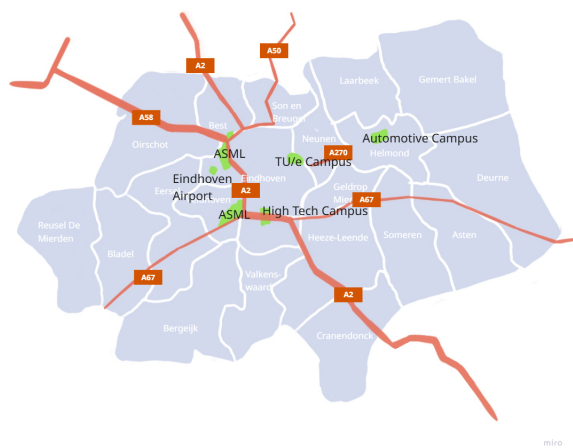 A50
A2
Laarbeek
Gemert Bakel
Son en
Breugel
A58
Best
Oirschot
Neunen
Automotive Campus
A270
Helmond
ASML
TU/e Campus
Eindhoven
Airport
Eindhoven
Deurne
Geldrop
A2
A67
ASML
High Tech Campus
Reusel De
Mierden
Bladel
Heeze-Leende
Someren
Asten
A67
Valkens-
waard
A2
Bergeijk
Cranendonck
miro